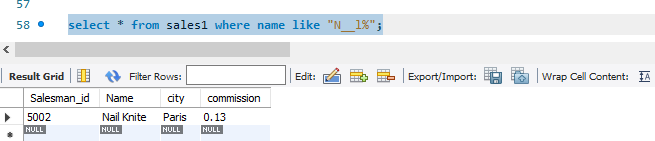 57
58 select * from sales1 where name like "N__l%";
Result Grid Filter Rows: Edit: Export/Import: Wrap Cell Content: IA
Salesman_id Name city commission
5002 Nail Knite Paris 0.13
NULL NULL NULL NULL